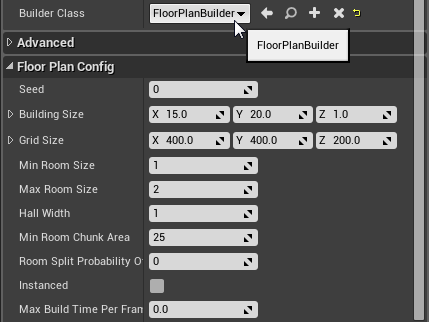 Builder Class FloorPlanBuilder
FloorPlanBuilder
Advanced
Floor Plan Config
Seed 0
Building Size X 15.0 Y 20.0 Z 1.0
Grid Size X 400.0 Y 400.0 Z 200.0
Min Room Size 1
Max Room Size 2
Hall Width 1
Min Room Chunk Area 25
Room Split Probability O 0
Instanced
Max Build Time Per Fram 0.0